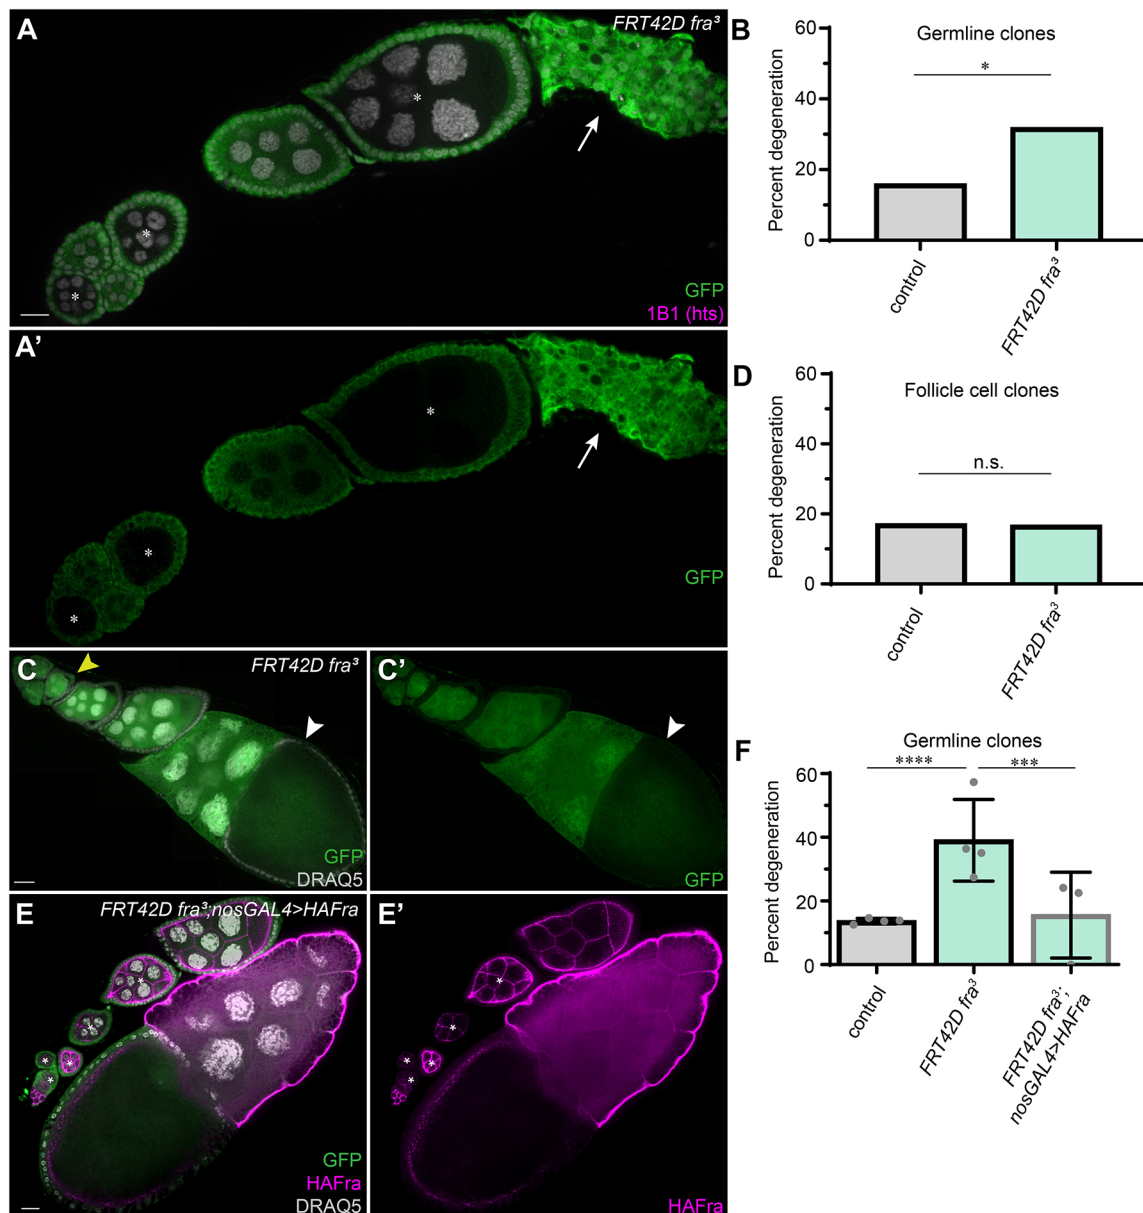 A
FRT42D fra³
*
*
*
GFP
1B1 (hts)
A’
*
*
*
GFP
B
Germline clones
*
Percent degeneration
60
40
20
0
control
FRT42D fra³
D
Follicle cell clones
n.s.
Percent degeneration
60
40
20
0
control
FRT42D fra³
C
FRT42D fra³
GFP
DRAQ5
C’
GFP
E
FRT42D fra³;nosGAL4>HAFra
*
*
*
*
*
GFP
HAFra
DRAQ5
E’
*
*
*
*
*
HAFra
F
Germline clones
**** ***
Percent degeneration
60
40
20
0
control
FRT42D fra³
FRT42D fra³;
nosGAL4>HAFra